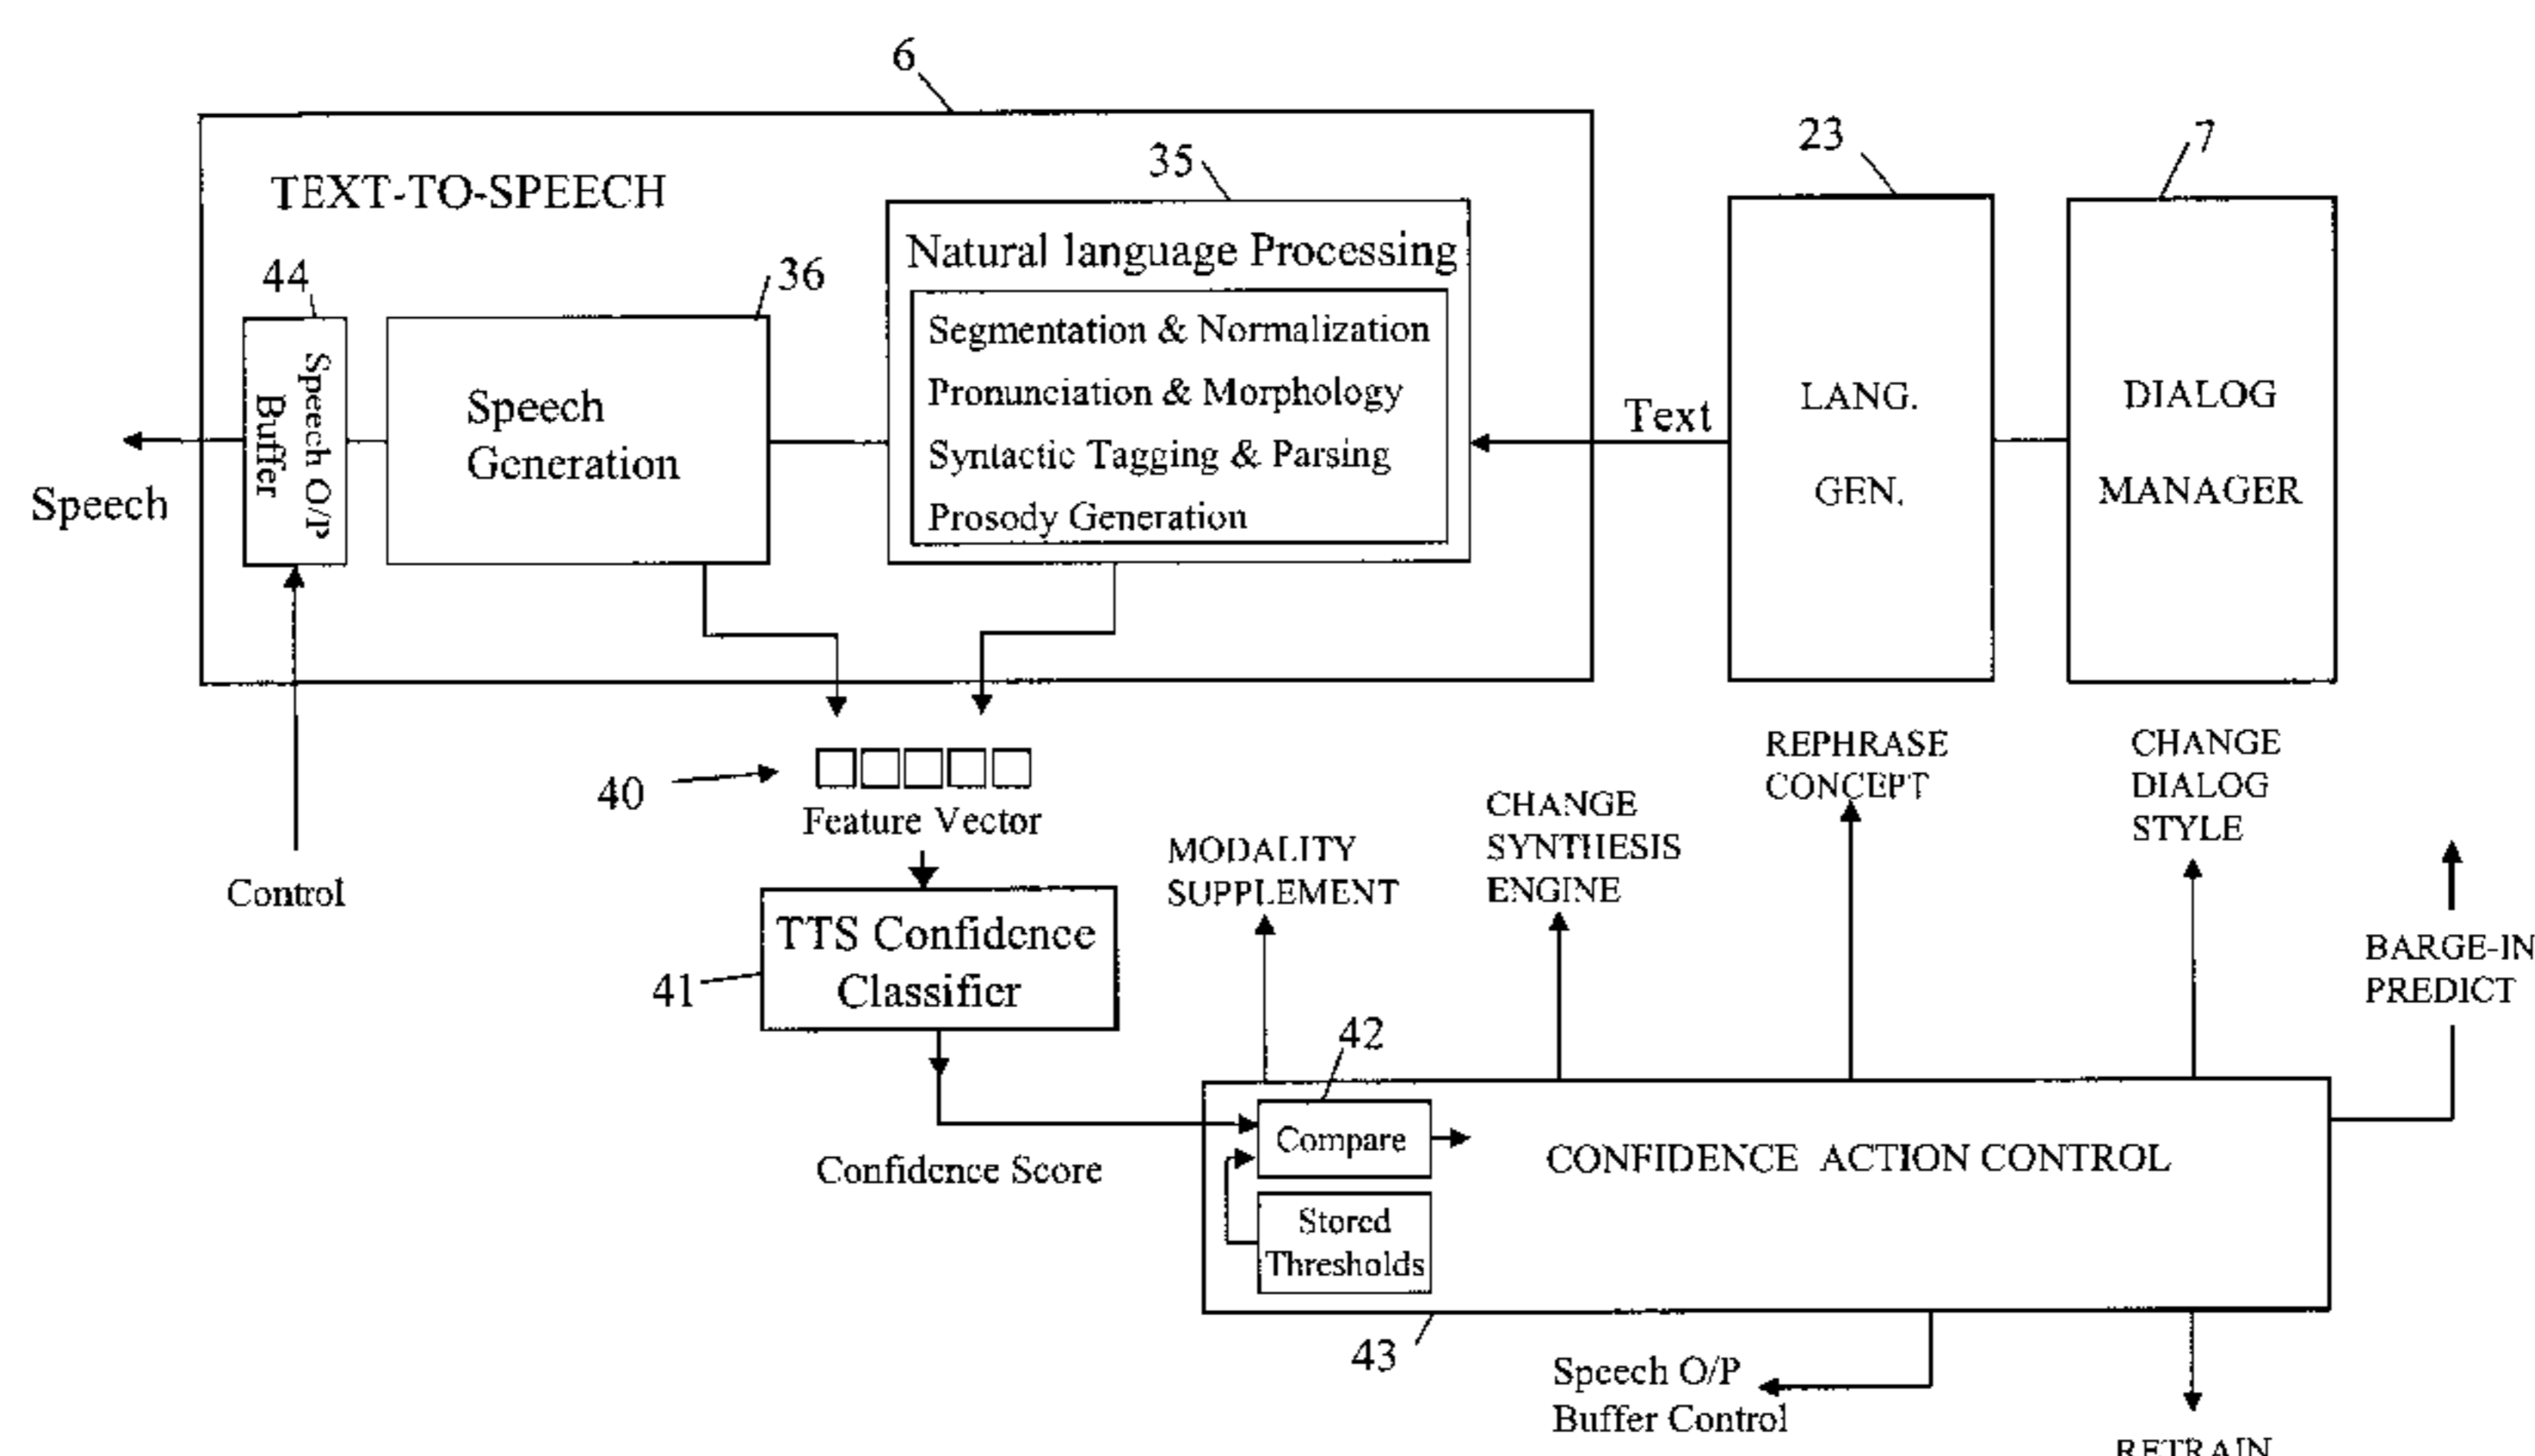 6
TEXT-TO-SPEECH
35
23
7
Natural language Processing
44
36
Segmentation & Normalization
Pronunciation & Morphology
Syntactic Tagging & Parsing
Prosody Generation
Speech O/P
Buffer
Speech
Generation
Text
LANG.
GEN.
DIALOG
MANAGER
Speech
Control
40
Feature Vector
MODALITY
SUPPLEMENT
CHANGE
SYNTHESIS
ENGINE
REPHRASE
CONCEPT
CHANGE
DIALOG
STYLE
BARGE-IN
PREDICT
41
TTS Confidence
Classifier
42
Confidence Score
Compare
Stored
Thresholds
CONFIDENCE ACTION CONTROL
43
Speech O/P
Buffer Control
RETRAIN